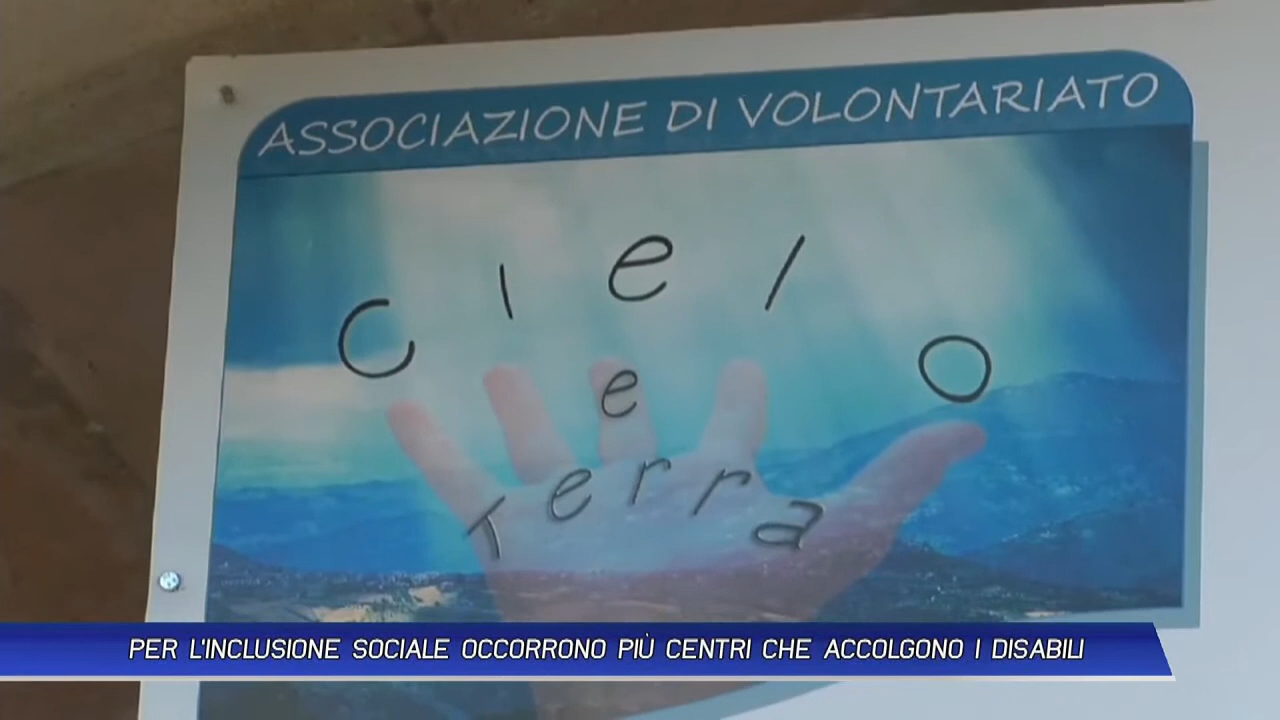 ASSOCIAZIONE DI VOLONTARIATO
Cielo
e
Terra
PER L'INCLUSIONE SOCIALE OCCORRONO PIÙ CENTRI CHE ACCOLGONO I DISABILI